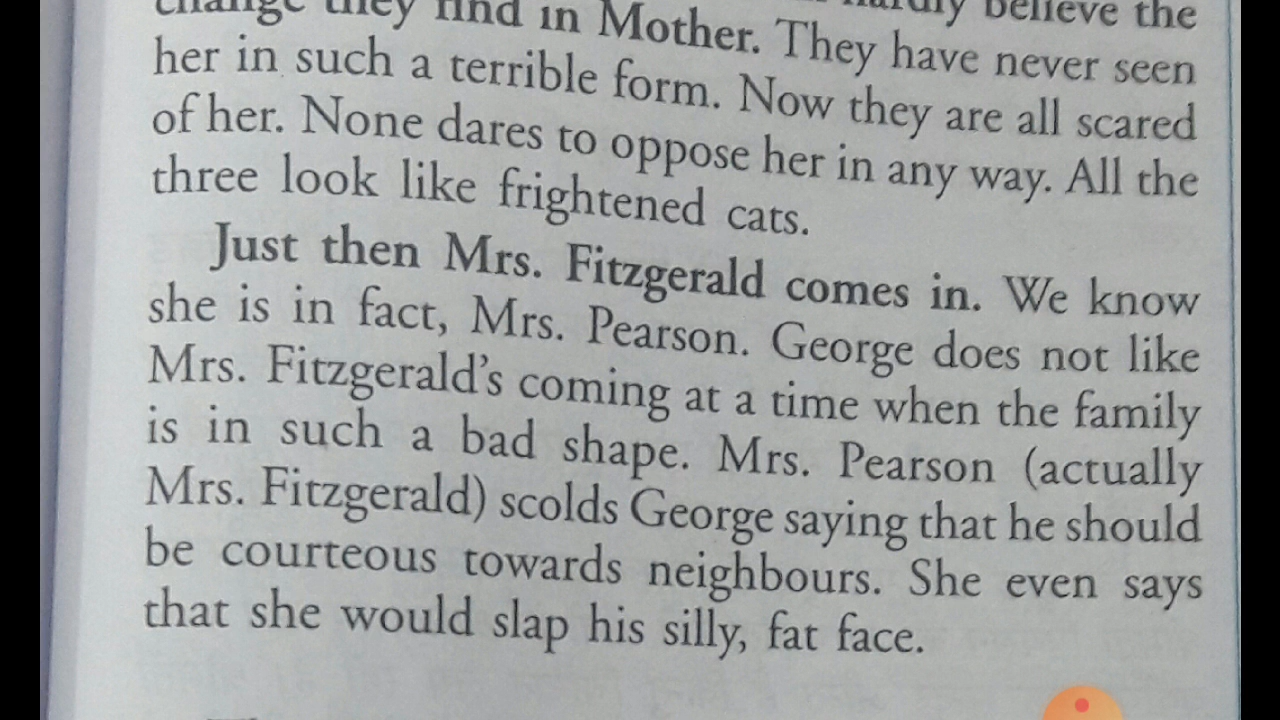 change they find in Mother. hardly believe the
They have never seen
her in such a terrible form. Now they are all scared
of her. None dares to oppose her in any way. All the
three look like frightened cats.
Just then Mrs. Fitzgerald comes in. We know
she is in fact, Mrs. Pearson. George does not like
Mrs. Fitzgerald's coming at a time when the family
is in such a bad shape. Mrs. Pearson (actually
Mrs. Fitzgerald) scolds George saying that he should
be courteous towards neighbours. She even says
that she would slap his silly, fat face.